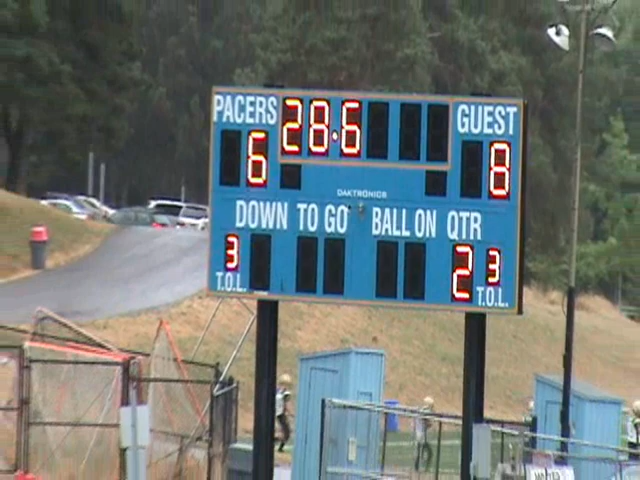 PACERS 28.6 GUEST
6 8
DAKTRONICS
DOWN TO GO BALL ON QTR
3 2 3
T.O.L. T.O.L.